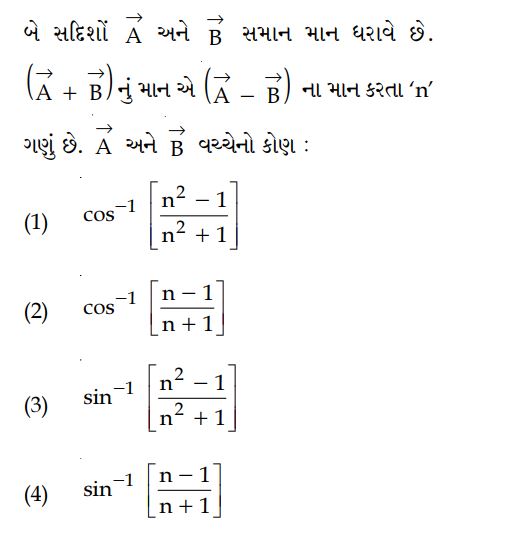 બે સદિશોં \(\vec{A}\) અને \(\vec{B}\) સમાન માન ધરાવે છે.
\((\vec{A} + \vec{B})\) નું માન એ \((\vec{A} - \vec{B})\) ના માન કરતા 'n'
ગણું છે. \(\vec{A}\) અને \(\vec{B}\) વચ્ચેનો કોણ :
(1) \(\cos^{-1}\left[\frac{n^2-1}{n^2+1}\right]\)
(2) \(\cos^{-1}\left[\frac{n-1}{n+1}\right]\)
(3) \(\sin^{-1}\left[\frac{n^2-1}{n^2+1}\right]\)
(4) \(\sin^{-1}\left[\frac{n-1}{n+1}\right]\)